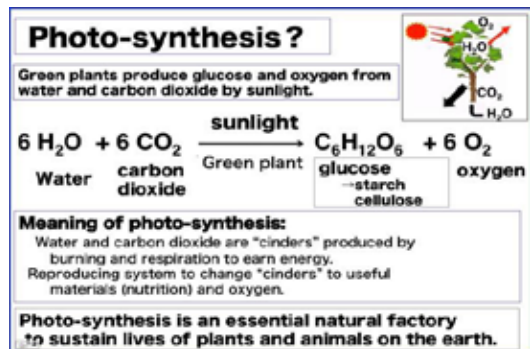 Photo-synthesis?
O₂
H₂O
CO₂
H₂O
Green plants produce glucose and oxygen from
water and carbon dioxide by sunlight.
sunlight
6 H₂O + 6 CO₂ → C₆H₁₂O₆ + 6 O₂
Green plant
Water carbon dioxide glucose oxygen
→starch
cellulose
Meaning of photo-synthesis:
Water and carbon dioxide are "cinders" produced by
burning and respiration to earn energy.
Reproducing system to change "cinders" to useful
materials (nutrition) and oxygen.
Photo-synthesis is an essential natural factory
to sustain lives of plants and animals on the earth.